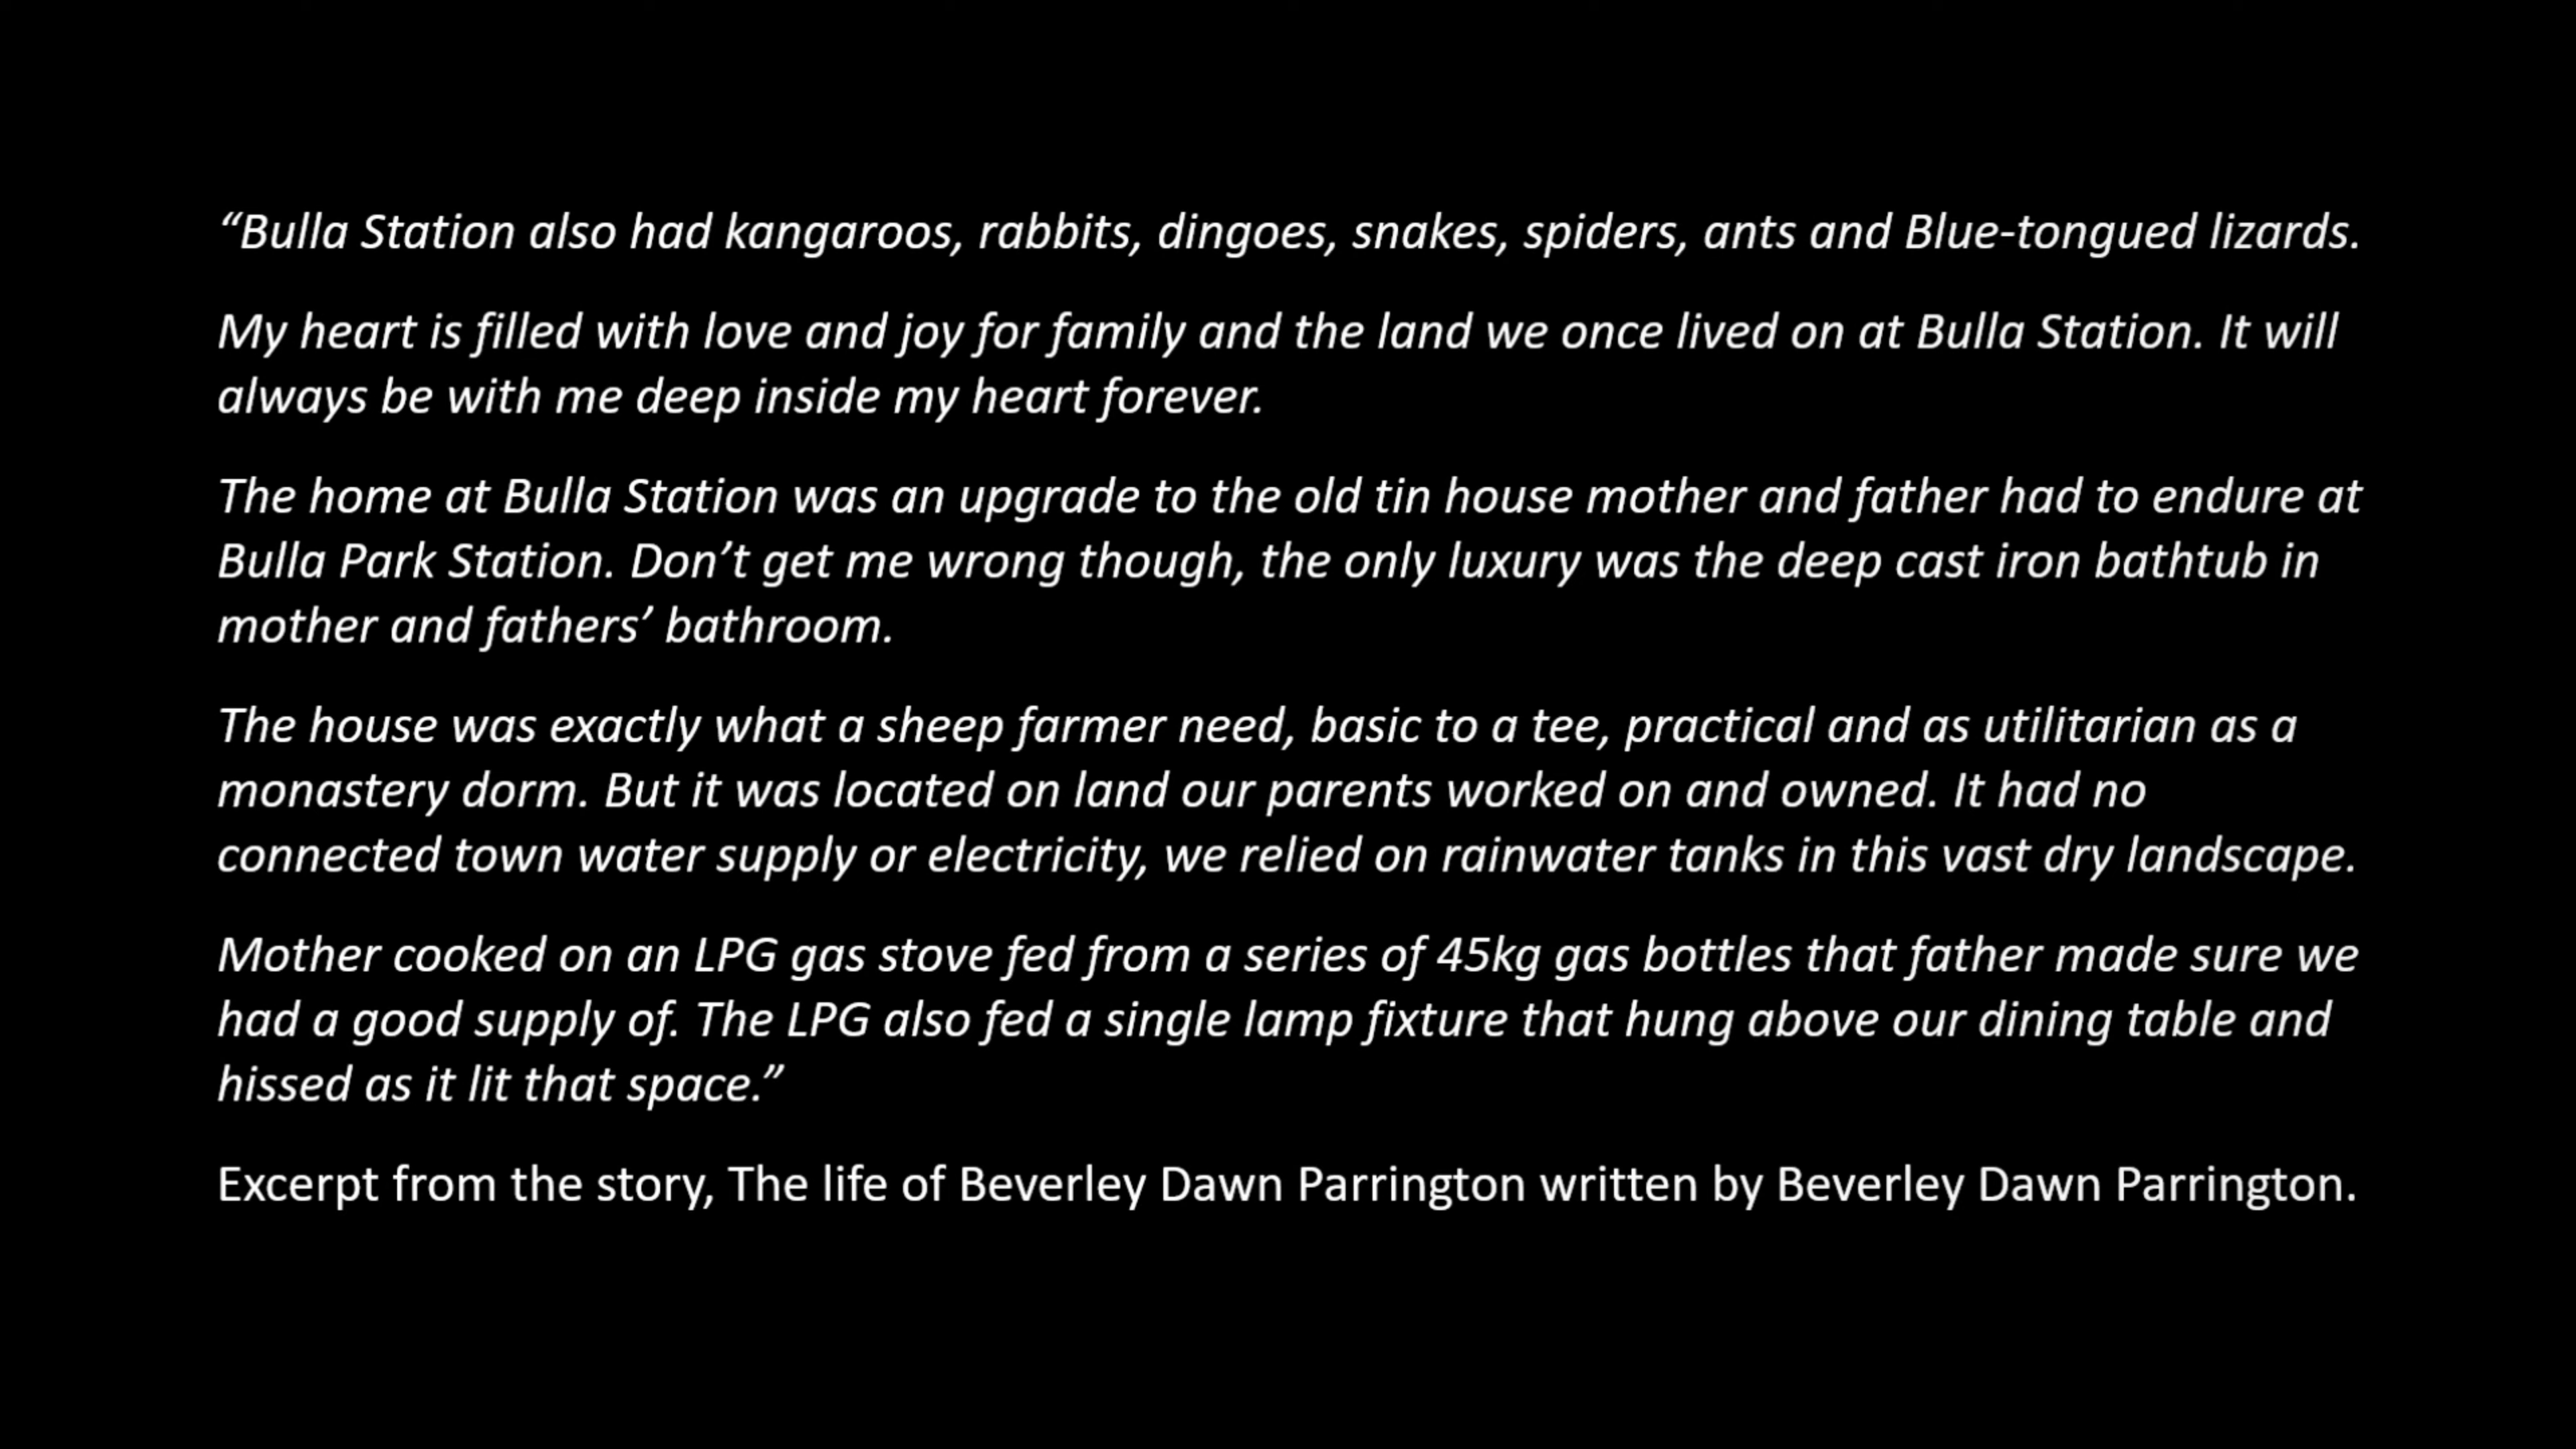 “Bulla Station also had kangaroos, rabbits, dingoes, snakes, spiders, ants and Blue-tongued lizards.
My heart is filled with love and joy for family and the land we once lived on at Bulla Station. It will
always be with me deep inside my heart forever.
The home at Bulla Station was an upgrade to the old tin house mother and father had to endure at
Bulla Park Station. Don’t get me wrong though, the only luxury was the deep cast iron bathtub in
mother and fathers’ bathroom.
The house was exactly what a sheep farmer need, basic to a tee, practical and as utilitarian as a
monastery dorm. But it was located on land our parents worked on and owned. It had no
connected town water supply or electricity, we relied on rainwater tanks in this vast dry landscape.
Mother cooked on an LPG gas stove fed from a series of 45kg gas bottles that father made sure we
had a good supply of. The LPG also fed a single lamp fixture that hung above our dining table and
hissed as it lit that space.”
Excerpt from the story, The life of Beverley Dawn Parrington written by Beverley Dawn Parrington.